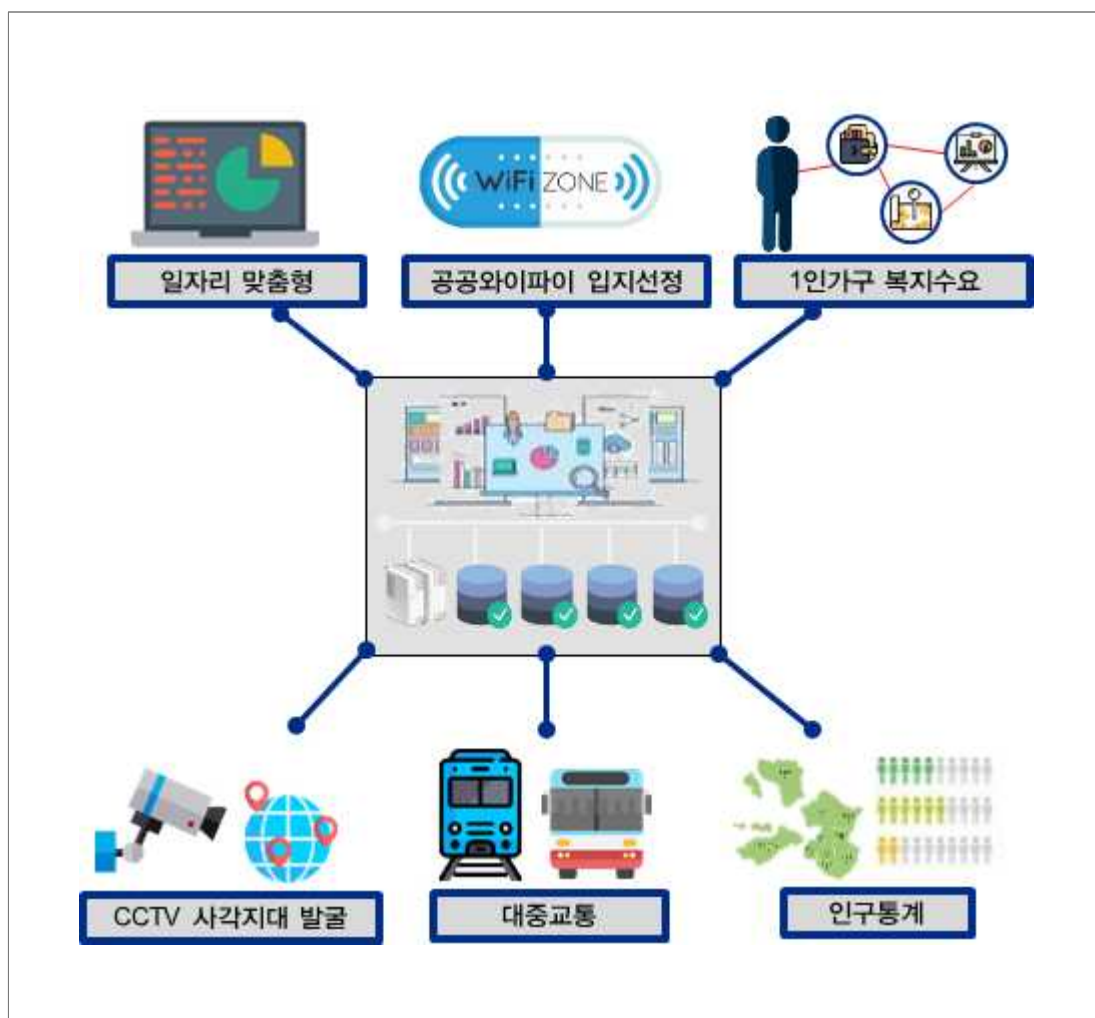 WiFi ZONE
일자리 맞춤형
공공와이파이 입지선정
1인가구 복지수요
CCTV 사각지대 발굴
대중교통
인구통계